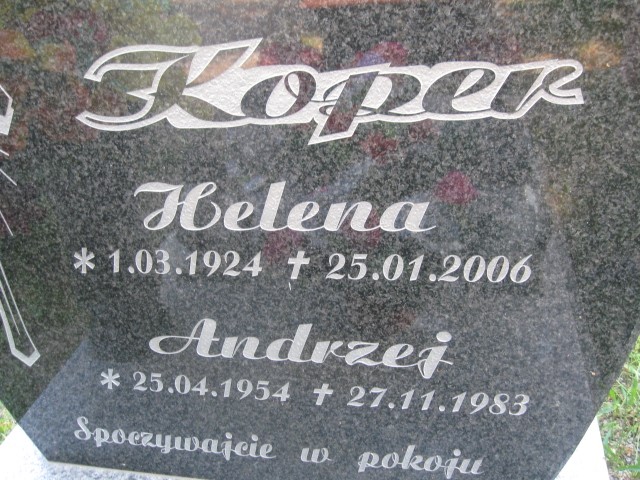 Koper
Helena
* 1.03.1924 ✝ 25.01.2006
Andrzej
* 25.04.1954 ✝ 27.11.1983
Spoczywajcie w pokoju